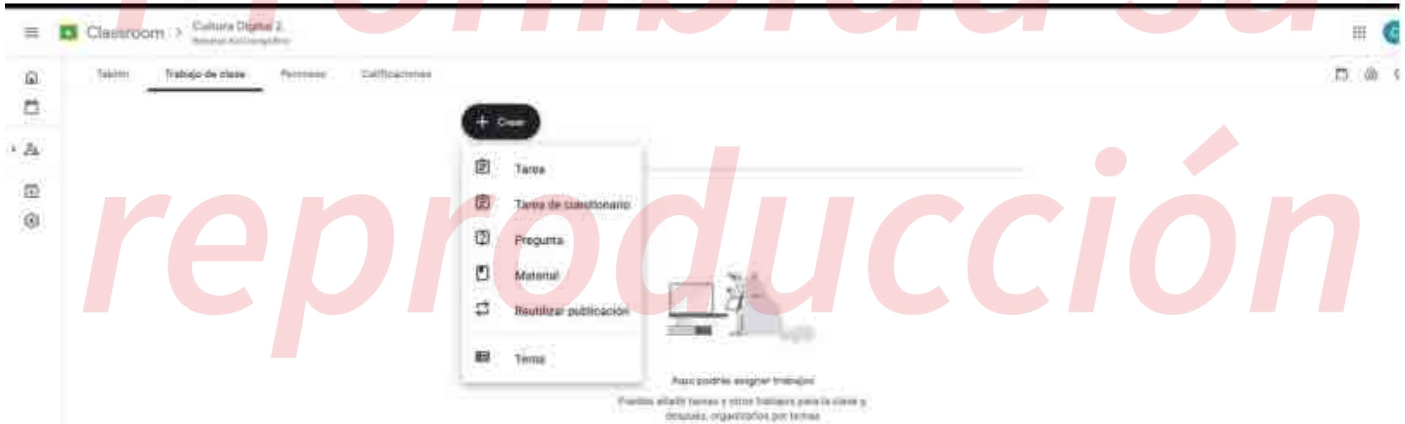 Prohibida su
Classroom > Cultura Digital 2.
Tablón Trabajo de clase Personas Calificaciones
+ Crear
Tarea
Tarea de cuestionario
Pregunta
reproducción
Material
Reutilizar publicación
Tema
Aquí podrás asignar trabajos
Puedes añadir tareas y otros trabajos para la clase y
después, organizarlos por temas